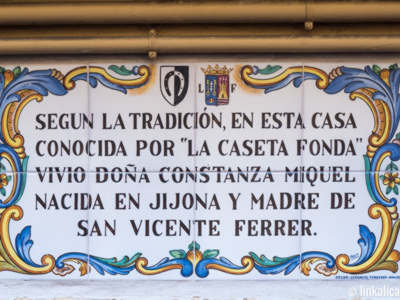 L F
SEGUN LA TRADICIÓN, EN ESTA CASA
CONOCIDA POR "LA CASETA FONDA"
VIVIO DOÑA CONSTANZA MIQUEL
NACIDA EN JIJONA Y MADRE DE
SAN VICENTE FERRER.